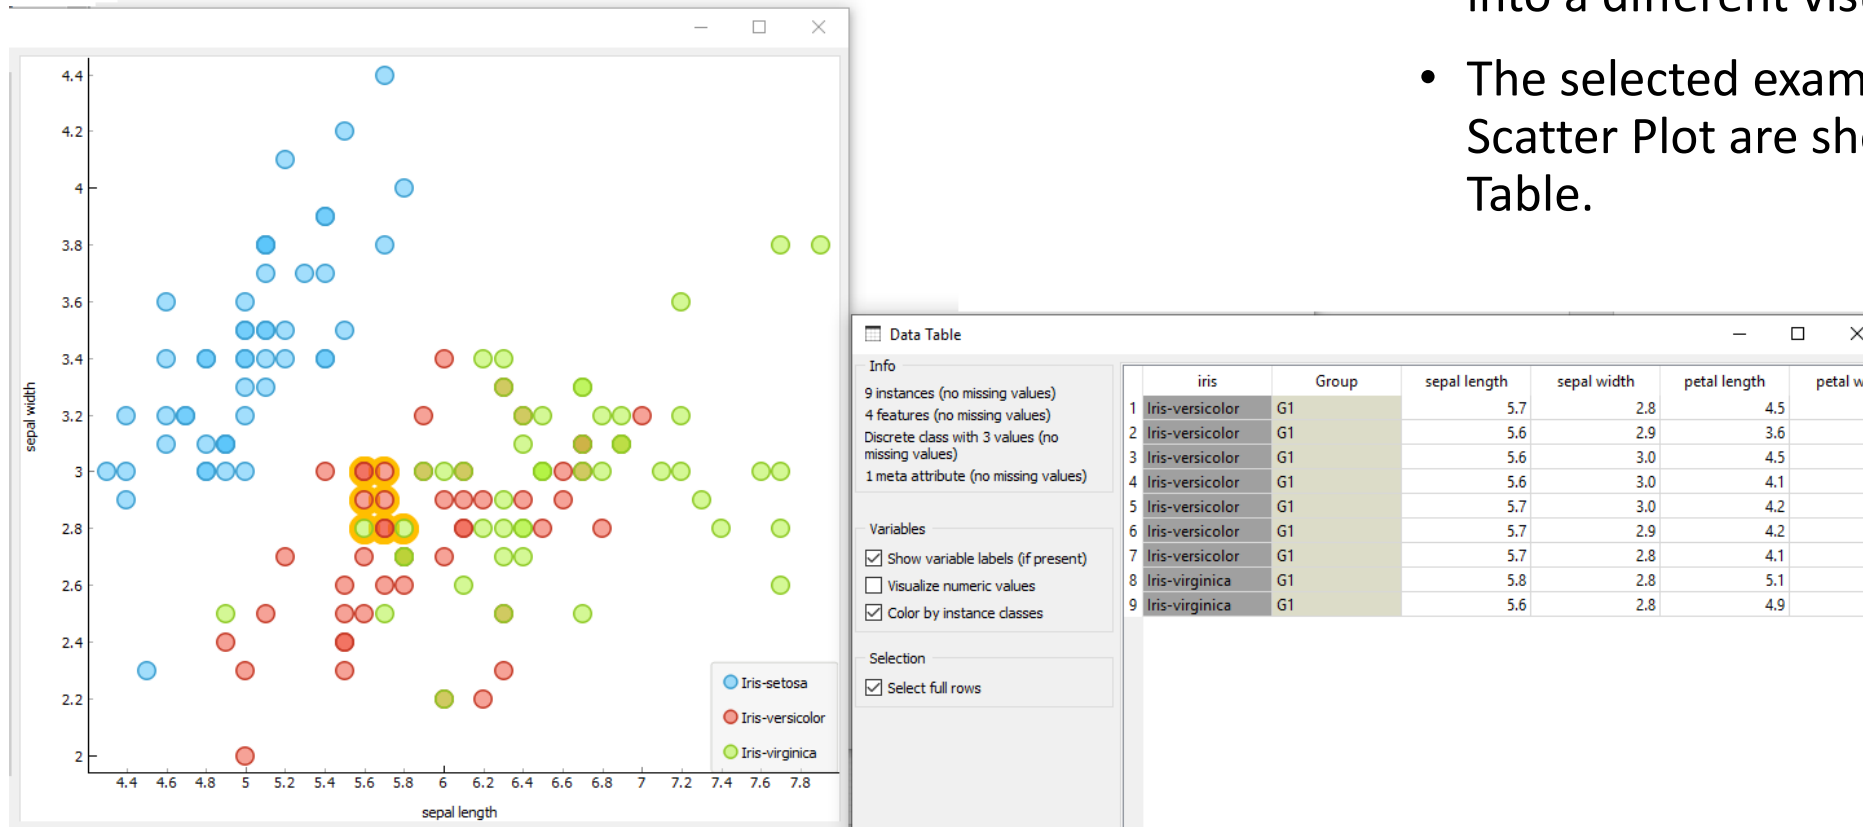 into a different visu
• The selected exam
Scatter Plot are sho
Table.
4.4
4.2
4
3.8
3.6
3.4
3.2
3
2.8
2.6
2.4
2.2
2
sepal width
4.4 4.6 4.8 5 5.2 5.4 5.6 5.8 6 6.2 6.4 6.6 6.8 7 7.2 7.4 7.6 7.8
sepal length
Iris-setosa
Iris-versicolor
Iris-virginica
Data Table
Info
9 instances (no missing values)
4 features (no missing values)
Discrete class with 3 values (no
missing values)
1 meta attribute (no missing values)
Variables
Show variable labels (if present)
Visualize numeric values
Color by instance classes
Selection
Select full rows
iris Group sepal length sepal width petal length petal w
1 Iris-versicolor G1 5.7 2.8 4.5
2 Iris-versicolor G1 5.6 2.9 3.6
3 Iris-versicolor G1 5.6 3.0 4.5
4 Iris-versicolor G1 5.6 3.0 4.1
5 Iris-versicolor G1 5.7 3.0 4.2
6 Iris-versicolor G1 5.7 2.9 4.2
7 Iris-versicolor G1 5.7 2.8 4.1
8 Iris-virginica G1 5.8 2.8 5.1
9 Iris-virginica G1 5.6 2.8 4.9